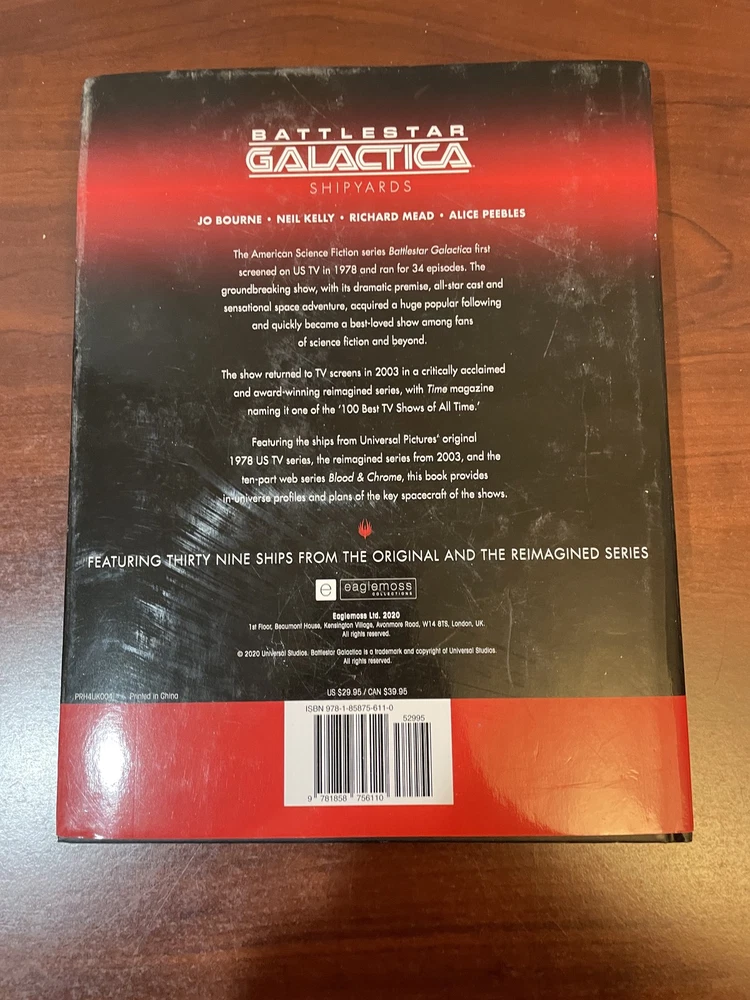 BATTLESTAR
GALACTICA
SHIPYARDS
JO BOURNE • NEIL KELLY • RICHARD MEAD • ALICE PEEBLES
The American Science Fiction series Battlestar Galactica first
screened on US TV in 1978 and ran for 34 episodes. The
groundbreaking show, with its dramatic premise, all-star cast and
sensational space adventure, acquired a huge popular following
and quickly became a best-loved show among fans
of science fiction and beyond.
The show returned to TV screens in 2003 in a critically acclaimed
and award-winning reimagined series, with Time magazine
naming it one of the ‘100 Best TV Shows of All Time.’
Featuring the ships from Universal Pictures’ original
1978 US TV series, the reimagined series from 2003, and the
ten-part web series Blood & Chrome, this book provides
in-universe profiles and plans of the key spacecraft of the shows.
FEATURING THIRTY NINE SHIPS FROM THE ORIGINAL AND THE REIMAGINED SERIES
e eaglemoss
COLLECTIONS
Eaglemoss Ltd. 2020
1st Floor, Beaumont House, Kensington Village, Avonmore Road, W14 8TS, London, UK.
All rights reserved.
© 2020 Universal Studios. Battlestar Galactica is a trademark and copyright of Universal Studios.
All rights reserved.
PRH4UK004 Printed in China
US $29.95 / CAN $39.95
ISBN 978-1-85875-611-0
52995
9 781858 756110